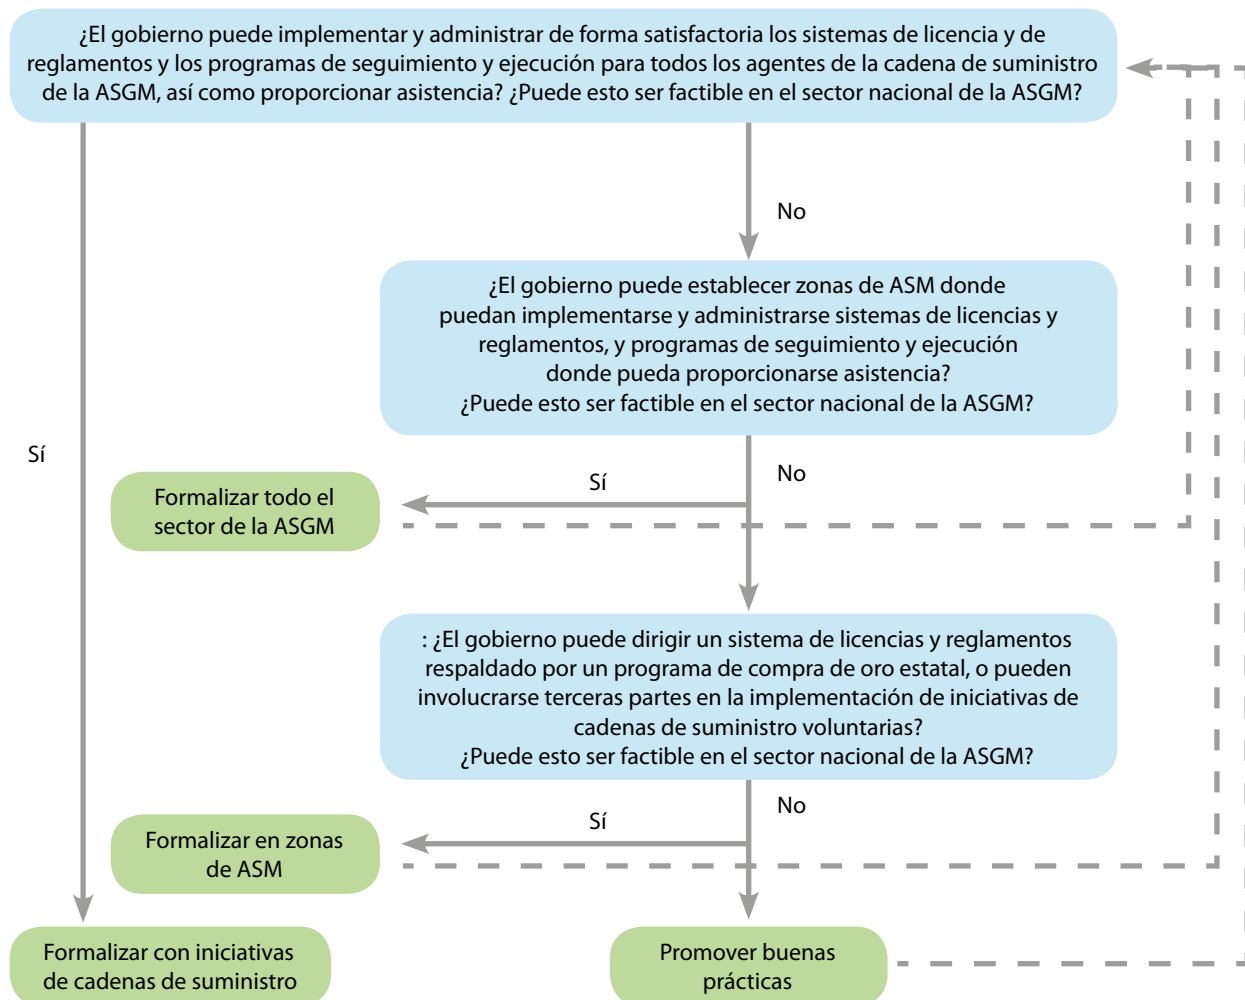 ¿El gobierno puede implementar y administrar de forma satisfactoria los sistemas de licencia y de
reglamentos y los programas de seguimiento y ejecución para todos los agentes de la cadena de suministro
de la ASGM, así como proporcionar asistencia? ¿Puede esto ser factible en el sector nacional de la ASGM?
No
¿El gobierno puede establecer zonas de ASM donde
puedan implementarse y administrarse sistemas de licencias y
reglamentos, y programas de seguimiento y ejecución
donde pueda proporcionarse asistencia?
¿Puede esto ser factible en el sector nacional de la ASGM?
Sí
No
Sí
Formalizar todo el
sector de la ASGM
: ¿El gobierno puede dirigir un sistema de licencias y reglamentos
respaldado por un programa de compra de oro estatal, o pueden
involucrarse terceras partes en la implementación de iniciativas de
cadenas de suministro voluntarias?
¿Puede esto ser factible en el sector nacional de la ASGM?
No
Sí
Formalizar en zonas
de ASM
Formalizar con iniciativas
de cadenas de suministro
Promover buenas
prácticas